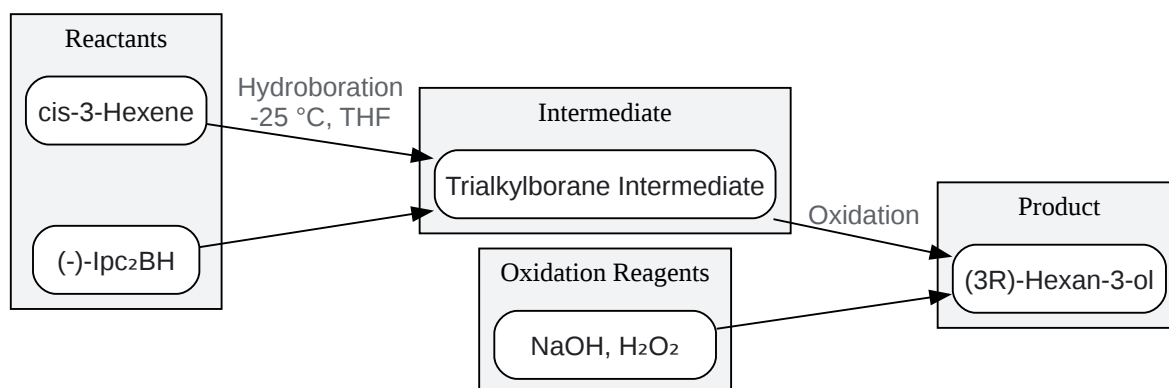 Reactants
cis-3-Hexene
(-)-Ipc₂BH
Hydroboration
-25 °C, THF
Intermediate
Trialkylborane Intermediate
Oxidation Reagents
NaOH, H₂O₂
Oxidation
Product
(3R)-Hexan-3-ol